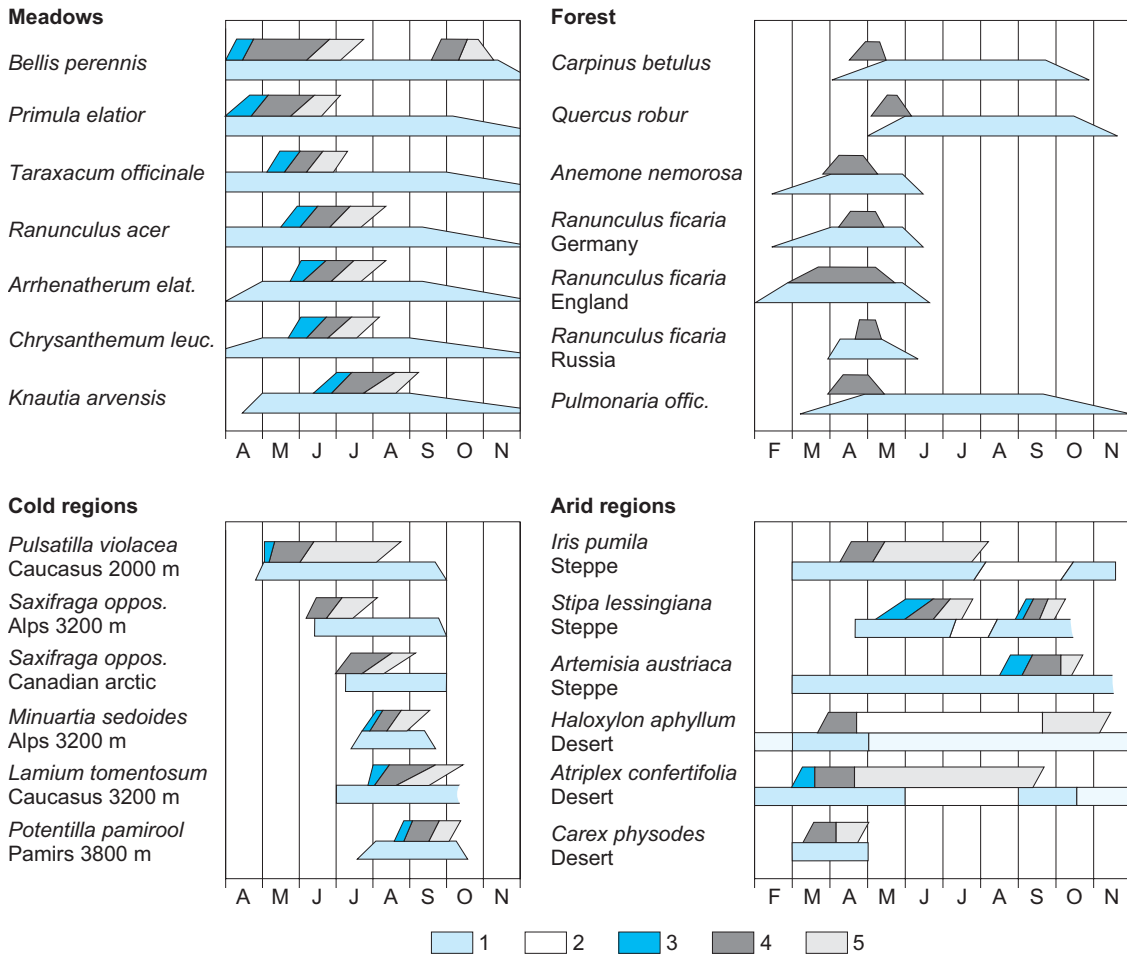 Meadows
Bellis perennis
Primula elatior
Taraxacum officinale
Ranunculus acer
Arrhenatherum elat.
Chrysanthemum leuc.
Knautia arvensis
A M J J A S O N
Forest
Carpinus betulus
Quercus robur
Anemone nemorosa
Ranunculus ficaria
Germany
Ranunculus ficaria
England
Ranunculus ficaria
Russia
Pulmonaria offic.
F M A M J J A S O N
Cold regions
Pulsatilla violacea
Caucasus 2000 m
Saxifraga oppos.
Alps 3200 m
Saxifraga oppos.
Canadian arctic
Minuartia sedoides
Alps 3200 m
Lamium tomentosum
Caucasus 3200 m
Potentilla pamirool
Pamirs 3800 m
A M J J A S O N
Arid regions
Iris pumila
Steppe
Stipa lessingiana
Steppe
Artemisia austriaca
Steppe
Haloxylon aphyllum
Desert
Atriplex confertifolia
Desert
Carex physodes
Desert
F M A M J J A S O N
1 2 3 4 5